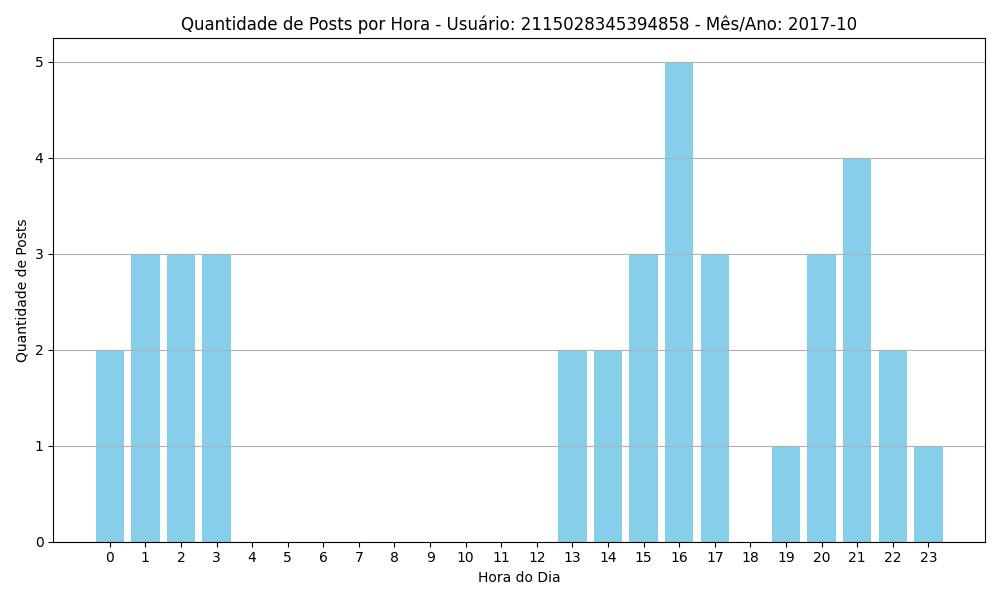 Quantidade de Posts por Hora - Usuário: 2115028345394858 - Mês/Ano: 2017-10
Quantidade de Posts
5
4
3
2
1
0
0 1 2 3 4 5 6 7 8 9 10 11 12 13 14 15 16 17 18 19 20 21 22 23
Hora do Dia